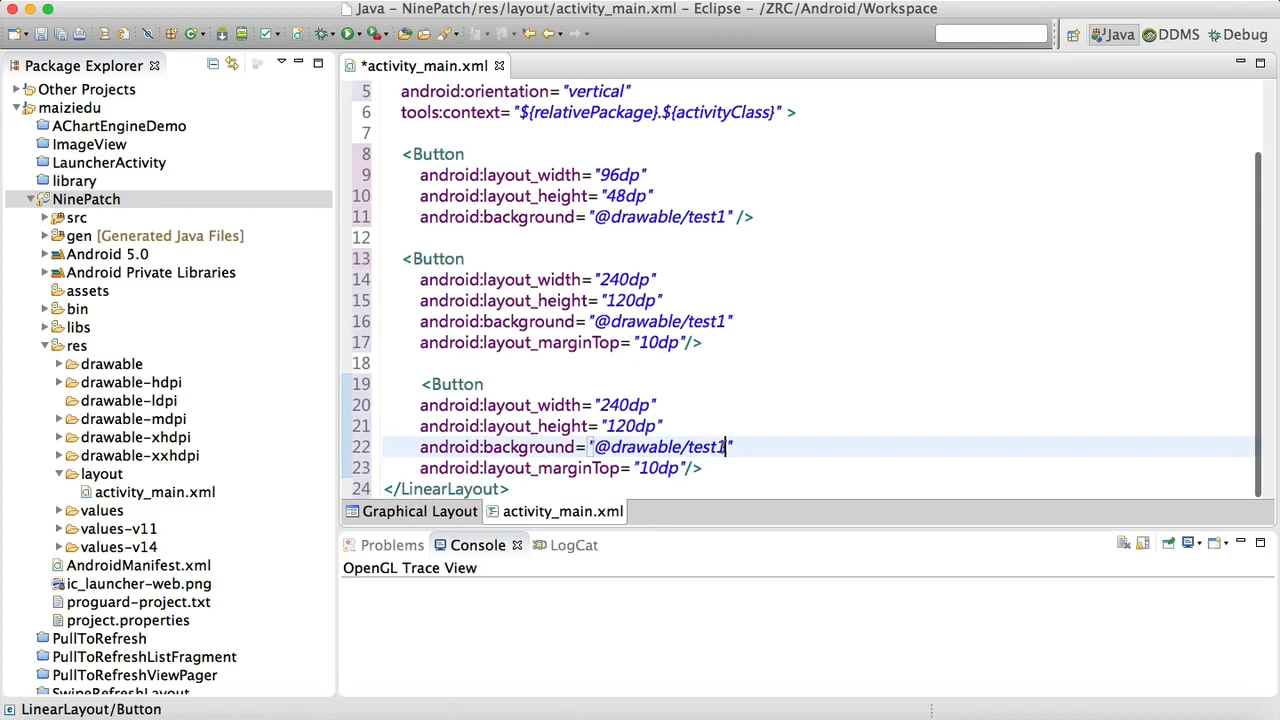 Java - NinePatch/res/layout/activity_main.xml - Eclipse - /ZRC/Android/Workspace
Java DDMS Debug
Package Explorer
Other Projects
maiziedu
AChartEngineDemo
ImageView
LauncherActivity
library
NinePatch
src
gen [Generated Java Files]
Android 5.0
Android Private Libraries
assets
bin
libs
res
drawable
drawable-hdpi
drawable-ldpi
drawable-mdpi
drawable-xhdpi
drawable-xxhdpi
layout
activity_main.xml
values
values-v11
values-v14
AndroidManifest.xml
ic_launcher-web.png
proguard-project.txt
project.properties
PullToRefresh
PullToRefreshListFragment
PullToRefreshViewPager
SwipeRefreshLayout
*activity_main.xml
5 android:orientation="vertical"
6 tools:context="${relativePackage}.${activityClass}" >
7
8 <Button
9 android:layout_width="96dp"
10 android:layout_height="48dp"
11 android:background="@drawable/test1" />
12
13 <Button
14 android:layout_width="240dp"
15 android:layout_height="120dp"
16 android:background="@drawable/test1"
17 android:layout_marginTop="10dp"/>
18
19 <Button
20 android:layout_width="240dp"
21 android:layout_height="120dp"
22 android:background="@drawable/test1"
23 android:layout_marginTop="10dp"/>
24 </LinearLayout>
Graphical Layout activity_main.xml
Problems Console LogCat
OpenGL Trace View
LinearLayout/Button